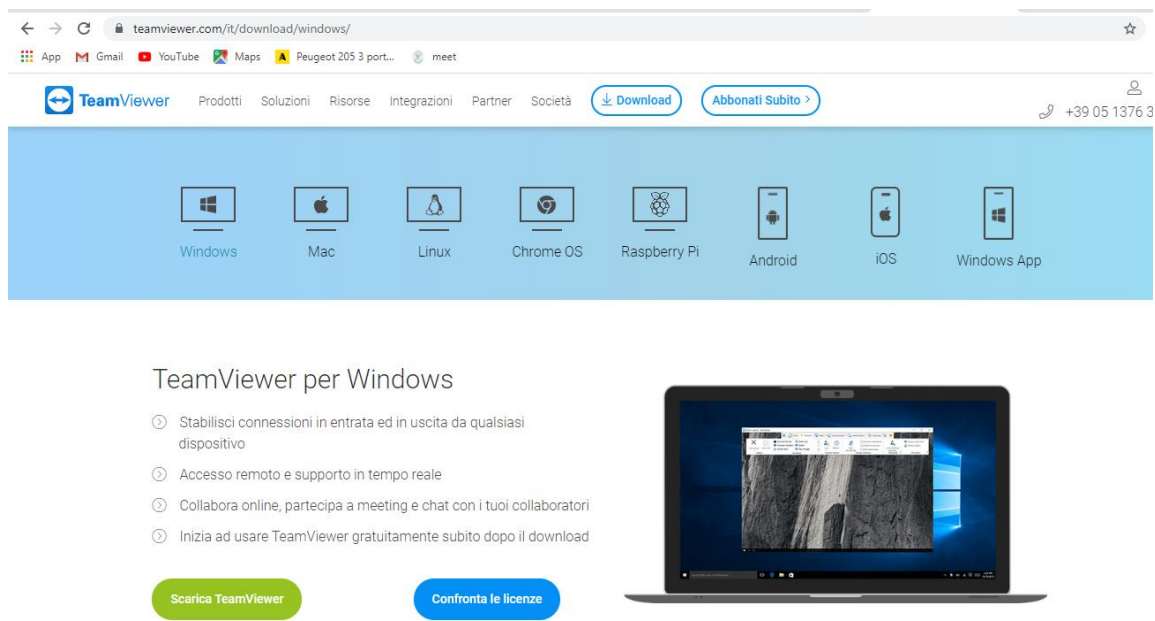 teamviewer.com/it/download/windows/
App Gmail YouTube Maps Peugeot 205 3 port... meet
TeamViewer Prodotti Soluzioni Risorse Integrazioni Partner Società Download Abbonati Subito >
+39 05 1376 3
Windows Mac Linux Chrome OS Raspberry Pi Android iOS Windows App
TeamViewer per Windows
Stabilisci connessioni in entrata ed in uscita da qualsiasi
dispositivo
Accesso remoto e supporto in tempo reale
Collabora online, partecipa a meeting e chat con i tuoi collaboratori
Inizia ad usare TeamViewer gratuitamente subito dopo il download
Scarica TeamViewer Confronta le licenze